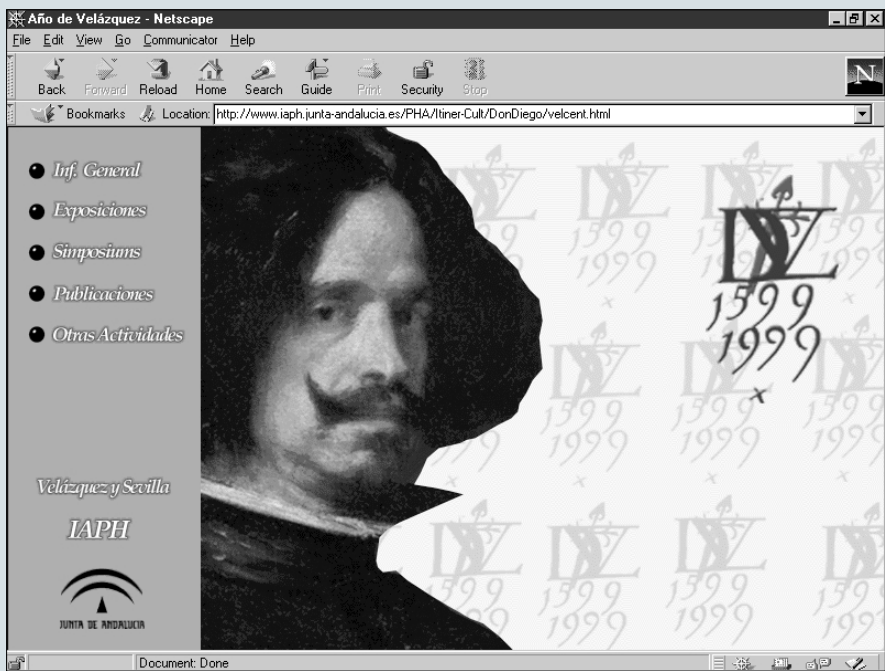 Año de Velázquez - Netscape
File Edit View Go Communicator Help
Back Forward Reload Home Search Guide Print Security Stop
N
Bookmarks Location: http://www.iaph.junta-andalucia.es/PHA/Itiner-Cult/DonDiego/velcent.html
Inf. General
Exposiciones
Simposiums
Publicaciones
Otras Actividades
Velázquez y Sevilla
IAPH
JUNTA DE ANDALUCIA
1599
1999
x
Document: Done